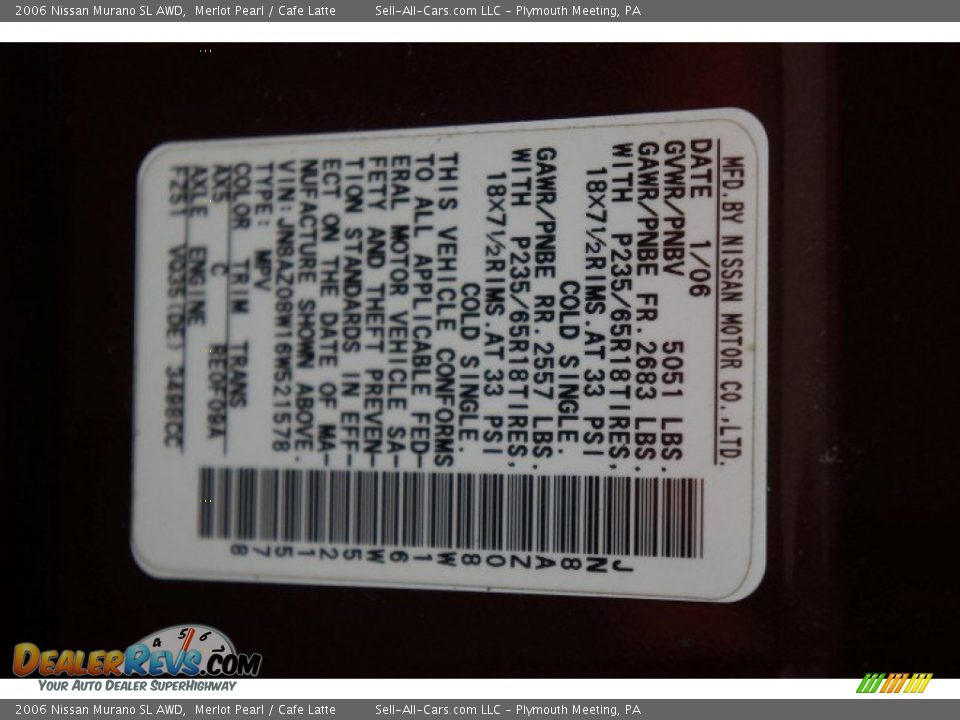 2006 Nissan Murano SL AWD,  Merlot Pearl / Cafe Latte  Sell-All-Cars.com LLC - Plymouth Meeting, PA
MFD.BY NISSAN MOTOR CO.,LTD.
DATE 1/06
GVWR/PNBV 5051 LBS.
GAWR/PNBE FR.2683 LBS.
WITH P235/65R18TIRES,
18X7½RIMS.AT 33 PSI
COLD SINGLE.
GAWR/PNBE RR.2557 LBS.
WITH P235/65R18TIRES,
18X7½RIMS.AT 33 PSI
COLD SINGLE.
THIS VEHICLE CONFORMS
TO ALL APPLICABLE FED-
ERAL MOTOR VEHICLE SA-
FETY AND THEFT PREVEN-
TION STANDARDS IN EFF-
ECT ON THE DATE OF MA-
NUFACTURE SHOWN ABOVE.
VIN:JN8AZ08W16W521578
TYPE: MPV
COLOR TRIM TRANS
C RE0F09A
AXLE ENGINE
VQ35(DE) 3498CC
JN8AZ08W16W521578
DEALERREVS.COM
4 5 6 7
YOUR AUTO DEALER SUPERHIGHWAY
2006 Nissan Murano SL AWD,  Merlot Pearl / Cafe Latte  Sell-All-Cars.com LLC - Plymouth Meeting, PA